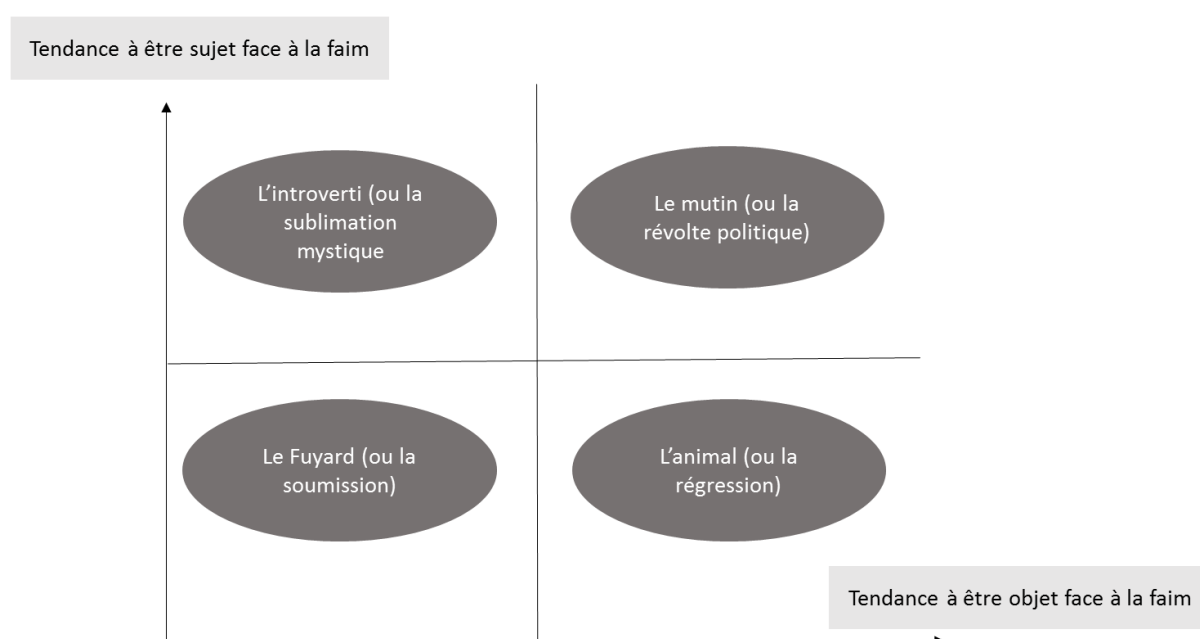 Tendance à être sujet face à la faim
L’introverti (ou la
sublimation
mystique
Le mutin (ou la
révolte politique)
Le Fuyard (ou la
soumission)
L’animal (ou la
régression)
Tendance à être objet face à la faim